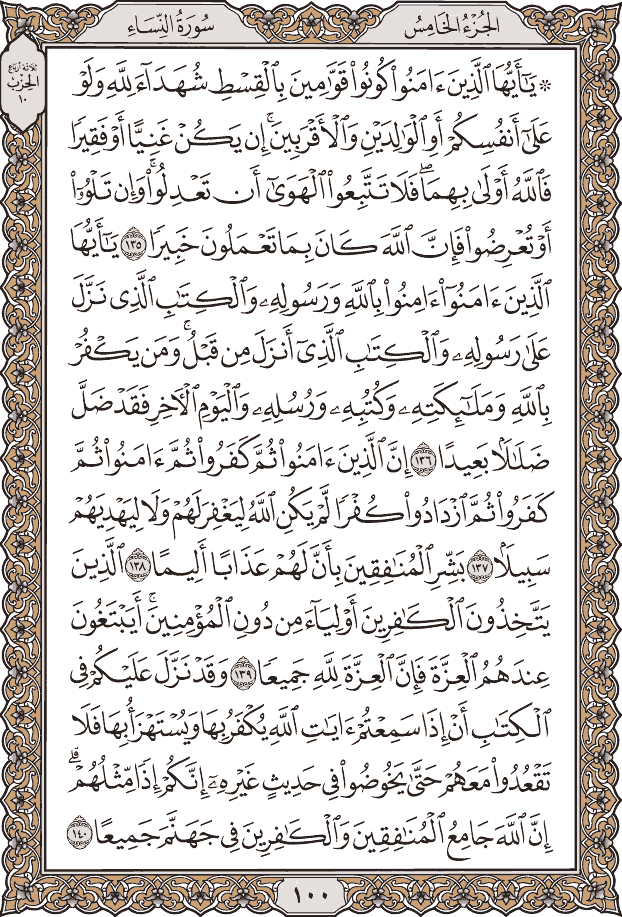 الجُزْءُ الخَامِسُ
سُورَةُ النِّسَاءِ
ثلاثة أرباع
الحِزْب
١٠
۞ يَٰٓأَيُّهَا ٱلَّذِينَ ءَامَنُواْ كُونُواْ قَوَّٰمِينَ بِٱلْقِسْطِ شُهَدَآءَ لِلَّهِ وَلَوْ
عَلَىٰٓ أَنفُسِكُمْ أَوِ ٱلْوَٰلِدَيْنِ وَٱلْأَقْرَبِينَۚ إِن يَكُنْ غَنِيًّا أَوْ فَقِيرًا
فَٱللَّهُ أَوْلَىٰ بِهِمَاۖ فَلَا تَتَّبِعُواْ ٱلْهَوَىٰٓ أَن تَعْدِلُواْۚ وَإِن تَلْوُۥٓاْ
أَوْ تُعْرِضُواْ فَإِنَّ ٱللَّهَ كَانَ بِمَا تَعْمَلُونَ خَبِيرًا ١٣٥ يَٰٓأَيُّهَا
ٱلَّذِينَ ءَامَنُوٓاْ ءَامِنُواْ بِٱللَّهِ وَرَسُولِهِۦ وَٱلْكِتَٰبِ ٱلَّذِى نَزَّلَ
عَلَىٰ رَسُولِهِۦ وَٱلْكِتَٰبِ ٱلَّذِىٓ أَنزَلَ مِن قَبْلُۚ وَمَن يَكْفُرْ
بِٱللَّهِ وَمَلَٰٓئِكَتِهِۦ وَكُتُبِهِۦ وَرُسُلِهِۦ وَٱلْيَوْمِ ٱلْأَخِرِ فَقَدْ ضَلَّ
ضَلَٰلًۢا بَعِيدًا ١٣٦ إِنَّ ٱلَّذِينَ ءَامَنُواْ ثُمَّ كَفَرُواْ ثُمَّ ءَامَنُواْ ثُمَّ
كَفَرُواْ ثُمَّ ٱزْدَادُواْ كُفْرًا لَّمْ يَكُنِ ٱللَّهُ لِيَغْفِرَ لَهُمْ وَلَا لِيَهْدِيَهُمْ
سَبِيلًۢا ١٣٧ بَشِّرِ ٱلْمُنَٰفِقِينَ بِأَنَّ لَهُمْ عَذَابًا أَلِيمًا ١٣٨ ٱلَّذِينَ
يَتَّخِذُونَ ٱلْكَٰفِرِينَ أَوْلِيَآءَ مِن دُونِ ٱلْمُؤْمِنِينَۚ أَيَبْتَغُونَ
عِندَهُمُ ٱلْعِزَّةَ فَإِنَّ ٱلْعِزَّةَ لِلَّهِ جَمِيعًا ١٣٩ وَقَدْ نَزَّلَ عَلَيْكُمْ فِى
ٱلْكِتَٰبِ أَنْ إِذَا سَمِعْتُمْ ءَايَٰتِ ٱللَّهِ يُكْفَرُ بِهَا وَيُسْتَهْزَأُ بِهَا فَلَا
تَقْعُدُواْ مَعَهُمْ حَتَّىٰ يَخُوضُواْ فِى حَدِيثٍ غَيْرِهِۦٓ إِنَّكُمْ إِذًا مِّثْلُهُمْۗ
إِنَّ ٱللَّهَ جَامِعُ ٱلْمُنَٰفِقِينَ وَٱلْكَٰفِرِينَ فِى جَهَنَّمَ جَمِيعًا ١٤٠
١٠٠